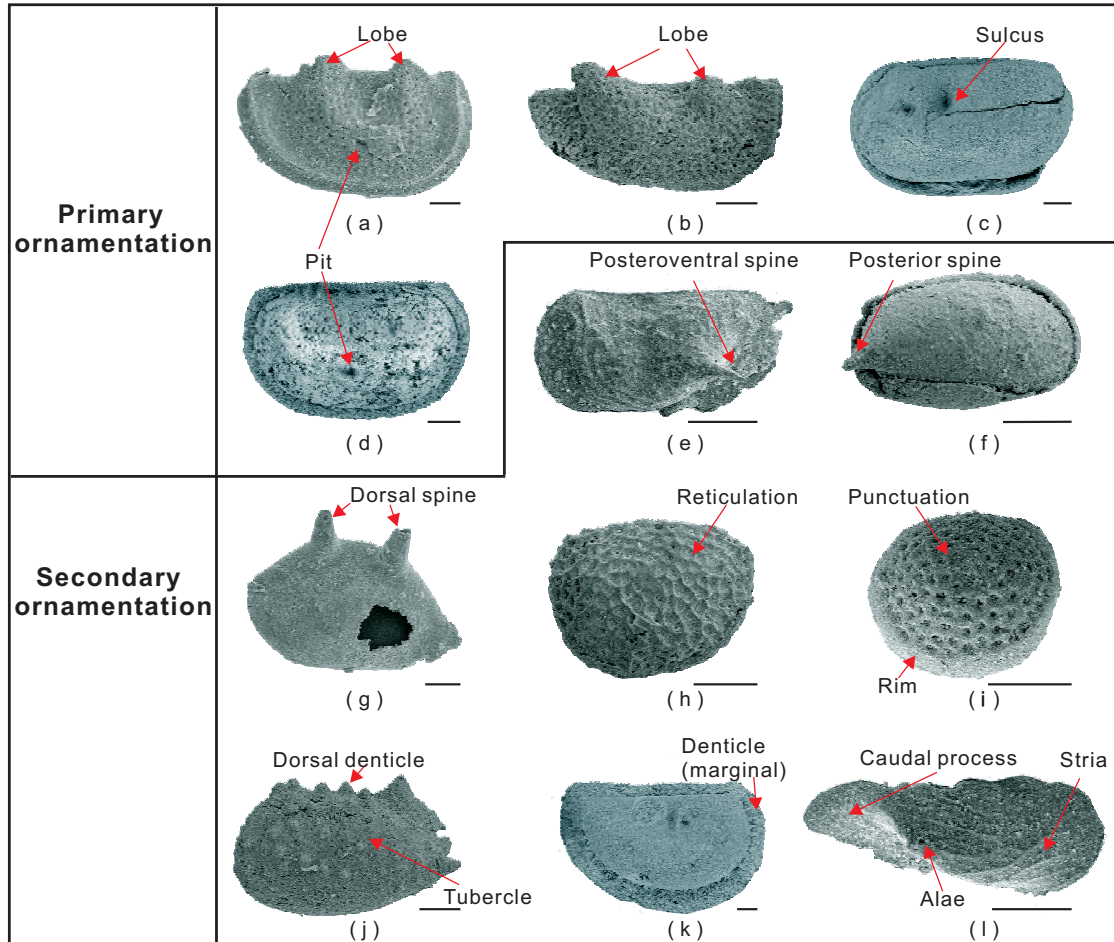 Lobe
Lobe
Sulcus
( a )
( b )
( c )
Primary
ornamentation
Pit
Posteroventral spine
Posterior spine
( d )
( e )
( f )
Dorsal spine
Reticulation
Punctuation
Secondary
ornamentation
Rim
( g )
( h )
( i )
Dorsal denticle
Denticle
(marginal)
Caudal process
Stria
Tubercle
Alae
( j )
( k )
( l )